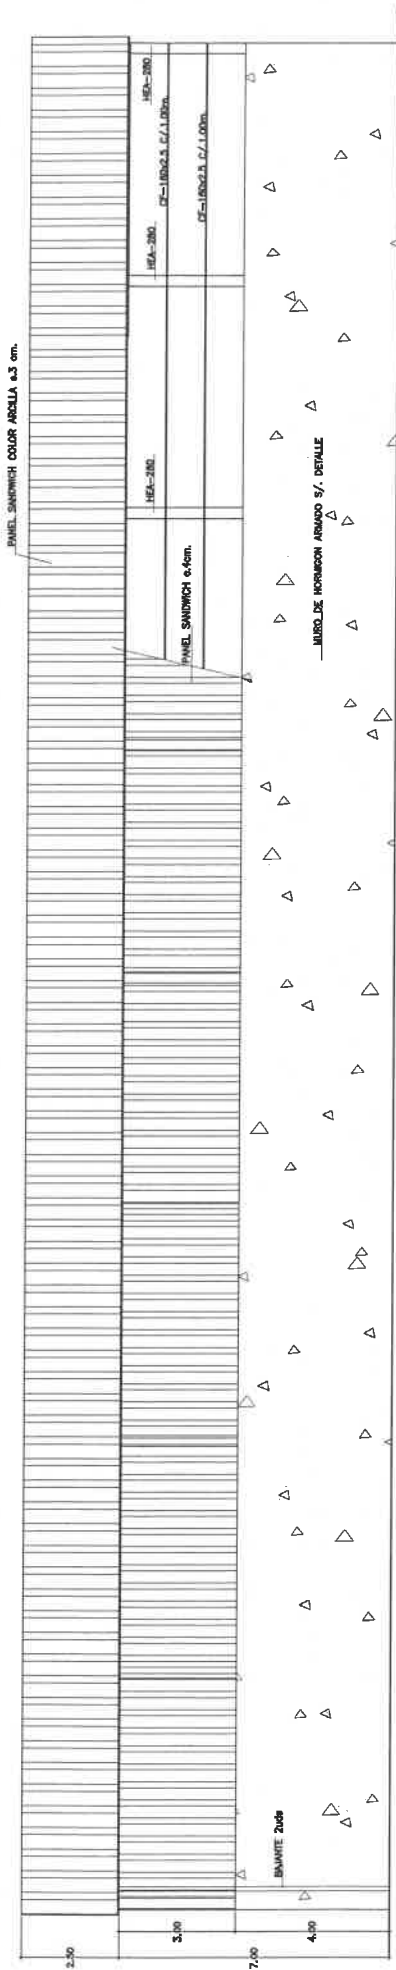 PANEL SANDWICH COLOR ARCILLA e.3 cm.
HEA-280
HEA-280
HEA-280
CF-180x2.5 C/1.00m.
CF-180x2.5 C/1.00m.
PANEL SANDWICH e.4cm.
MURO DE HORMIGON ARMADO S/. DETALLE
BAJANTE 2uds
2.50
3.00
7.00
4.00